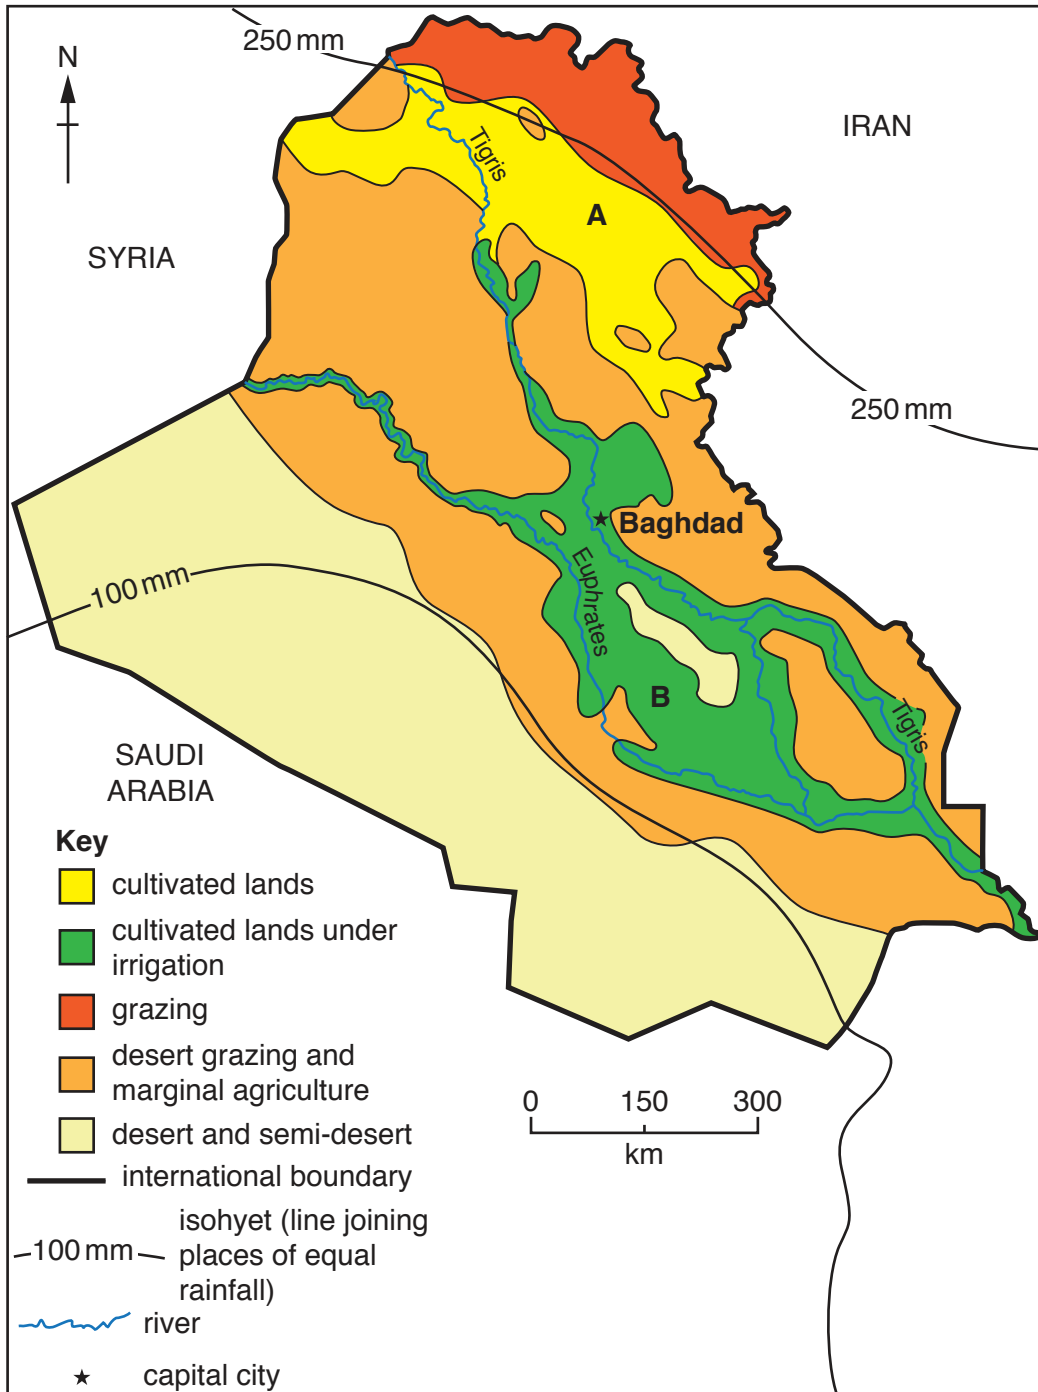 250 mm
N
IRAN
Tigris
A
SYRIA
250 mm
Baghdad
100 mm
Euphrates
B
Tigris
SAUDI
ARABIA
Key
cultivated lands
cultivated lands under
irrigation
grazing
desert grazing and
marginal agriculture
desert and semi-desert
international boundary
100 mm
isohyet (line joining
places of equal
rainfall)
river
capital city
0 150 300
km